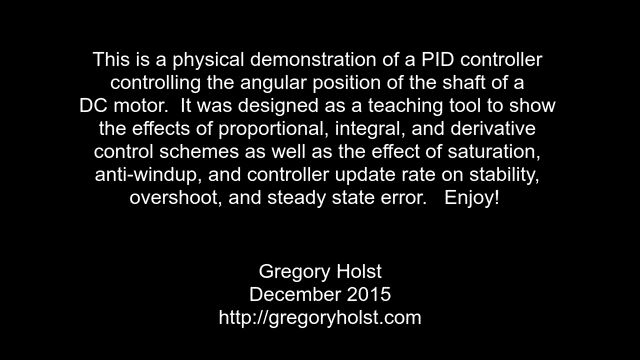 This is a physical demonstration of a PID controller
controlling the angular position of the shaft of a
DC motor.  It was designed as a teaching tool to show
the effects of proportional, integral, and derivative
control schemes as well as the effect of saturation,
anti-windup, and controller update rate on stability,
overshoot, and steady state error.   Enjoy!
Gregory Holst
December 2015
http://gregoryholst.com